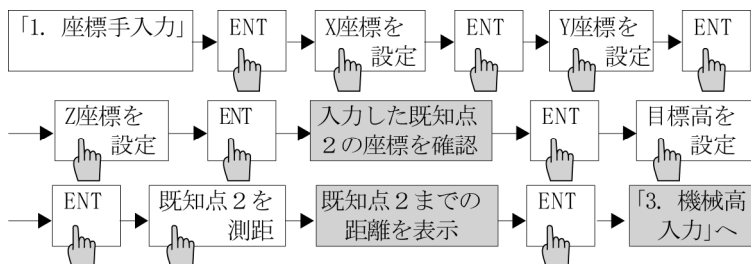 「1. 座標手入力」
ENT
X座標を
設定
ENT
Y座標を
設定
ENT
Z座標を
設定
ENT
入力した既知点
２の座標を確認
ENT
目標高を
設定
ENT
既知点２を
測距
既知点２までの
距離を表示
ENT
「3. 機械高
入力」へ